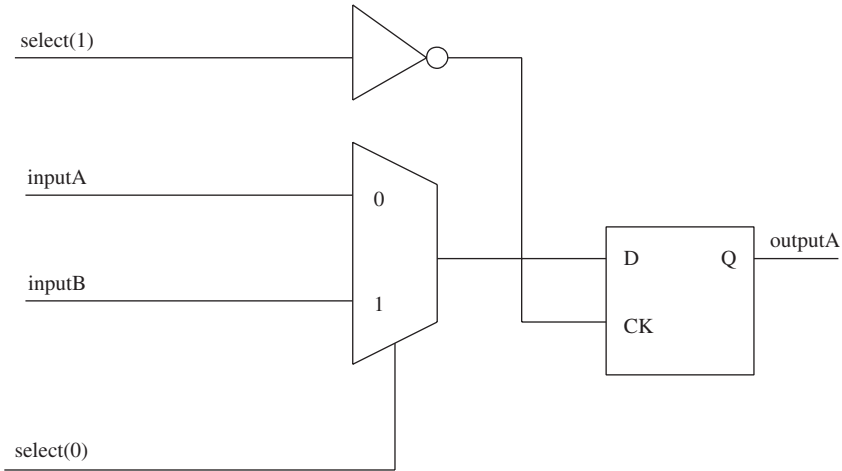 select(1)
inputA
0
outputA
D
Q
inputB
1
CK
select(0)